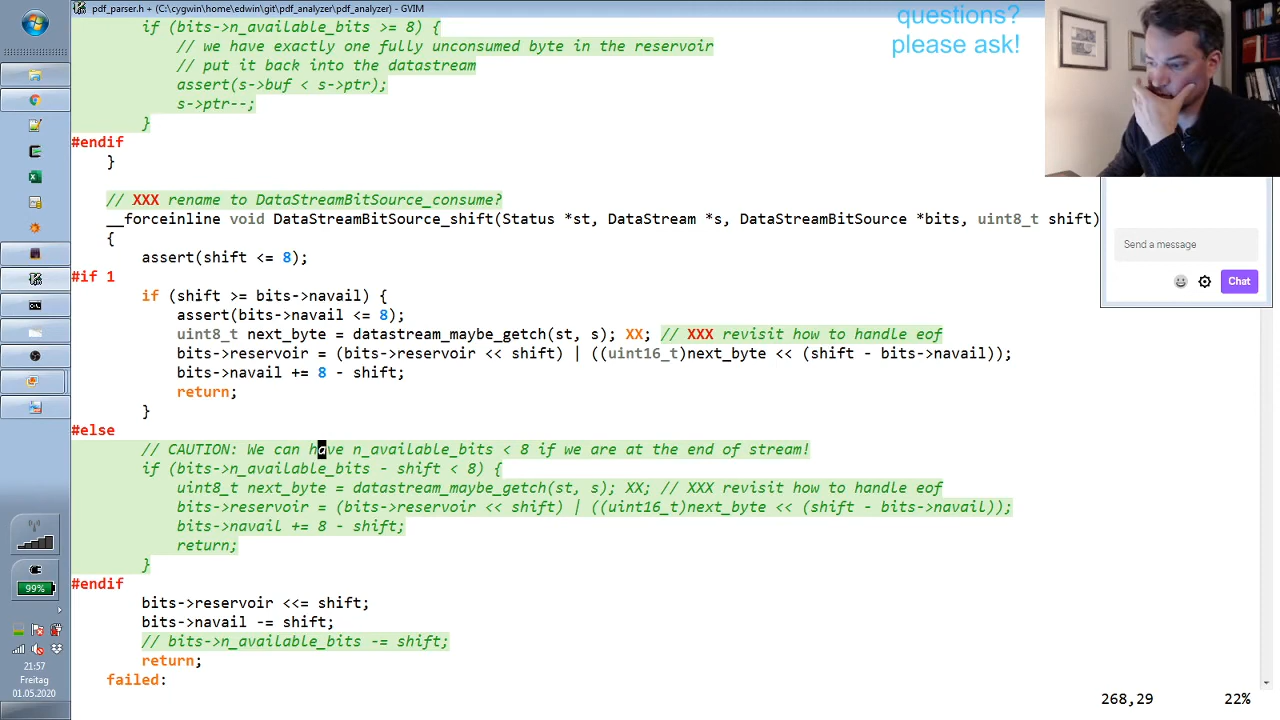 pdf_parser.h + (C:\cygwin\home\edwin\git\pdf_analyzer\pdf_analyzer) - GVIM
questions?
please ask!
if (bits->n_available_bits >= 8) {
// we have exactly one fully unconsumed byte in the reservoir
// put it back into the datastream
assert(s->buf < s->ptr);
s->ptr--;
}
#endif
}
// XXX rename to DataStreamBitSource_consume?
__forceinline void DataStreamBitSource_shift(Status *st, DataStream *s, DataStreamBitSource *bits, uint8_t shift)
{
assert(shift <= 8);
#if 1
if (shift >= bits->navail) {
assert(bits->navail <= 8);
uint8_t next_byte = datastream_maybe_getch(st, s); XX; // XXX revisit how to handle eof
bits->reservoir = (bits->reservoir << shift) | ((uint16_t)next_byte << (shift - bits->navail));
bits->navail += 8 - shift;
return;
}
#else
// CAUTION: We can have n_available_bits < 8 if we are at the end of stream!
if (bits->n_available_bits - shift < 8) {
uint8_t next_byte = datastream_maybe_getch(st, s); XX; // XXX revisit how to handle eof
bits->reservoir = (bits->reservoir << shift) | ((uint16_t)next_byte << (shift - bits->navail));
bits->navail += 8 - shift;
return;
}
#endif
bits->reservoir <<= shift;
bits->navail -= shift;
// bits->n_available_bits -= shift;
return;
failed:
268,29 22%
Send a message
Chat
99%
21:57
Freitag
01.05.2020